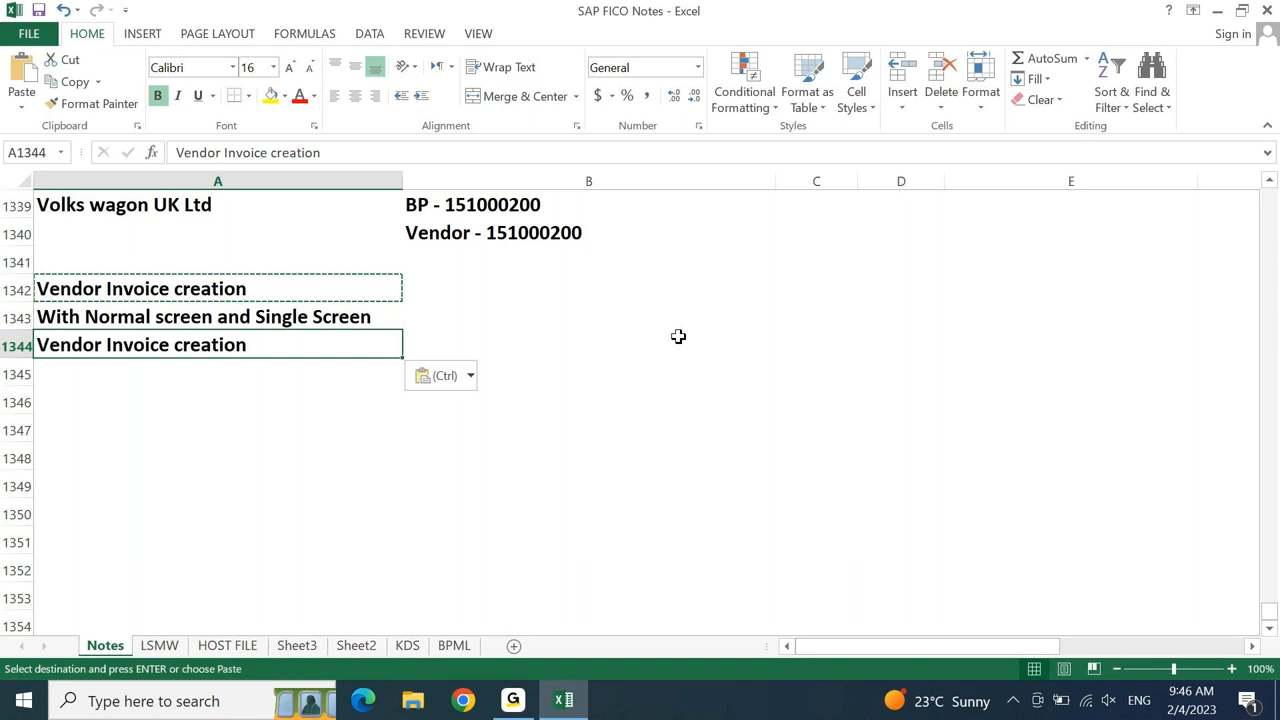 SAP FICO Notes - Excel
?
FILE
HOME
INSERT
PAGE LAYOUT
FORMULAS
DATA
REVIEW
VIEW
Sign in
Paste
Cut
Copy
Format Painter
Clipboard
Calibri
16
B I U
Font
Wrap Text
Merge & Center
Alignment
General
$ % ,
Number
Conditional Formatting
Format as Table
Cell Styles
Styles
Insert
Delete
Format
Cells
AutoSum
Fill
Clear
Sort & Filter
Find & Select
Editing
A1344
fx
Vendor Invoice creation
A B C D E
1339 Volks wagon UK Ltd BP - 151000200
1340 Vendor - 151000200
1341
1342 Vendor Invoice creation
1343 With Normal screen and Single Screen
1344 Vendor Invoice creation
1345 (Ctrl)
1346
1347
1348
1349
1350
1351
1352
1353
1354
Notes LSMW HOST FILE Sheet3 Sheet2 KDS BPML
Select destination and press ENTER or choose Paste
100%
Type here to search
23°C Sunny
ENG
9:46 AM
2/4/2023
1